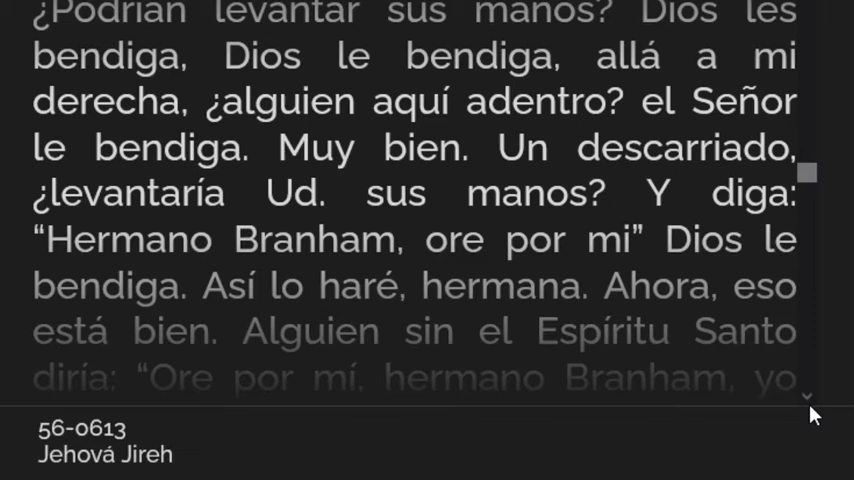 ¿Podrían levantar sus manos? Dios les
bendiga, Dios le bendiga, allá a mi
derecha, ¿alguien aquí adentro? el Señor
le bendiga. Muy bien. Un descarriado,
¿levantaría Ud. sus manos? Y diga:
“Hermano Branham, ore por mi” Dios le
bendiga. Así lo haré, hermana. Ahora, eso
está bien. Alguien sin el Espíritu Santo
diría: “Ore por mí, hermano Branham, yo
56-0613
Jehová Jireh